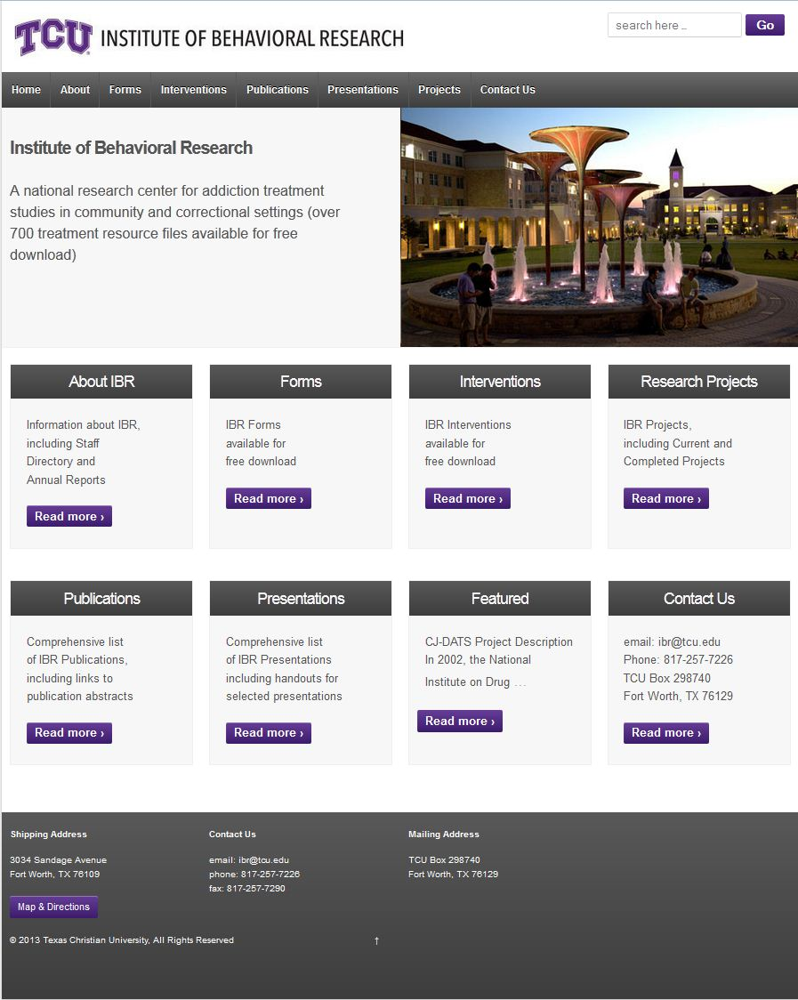 TCU INSTITUTE OF BEHAVIORAL RESEARCH
search here ..
Go
Home About Forms Interventions Publications Presentations Projects Contact Us
Institute of Behavioral Research
A national research center for addiction treatment
studies in community and correctional settings (over
700 treatment resource files available for free
download)
About IBR
Information about IBR,
including Staff
Directory and
Annual Reports
Read more ›
Forms
IBR Forms
available for
free download
Read more ›
Interventions
IBR Interventions
available for
free download
Read more ›
Research Projects
IBR Projects,
including Current and
Completed Projects
Read more ›
Publications
Comprehensive list
of IBR Publications,
including links to
publication abstracts
Read more ›
Presentations
Comprehensive list
of IBR Presentations
including handouts for
selected presentations
Read more ›
Featured
CJ-DATS Project Description
In 2002, the National
Institute on Drug …
Read more ›
Contact Us
email: ibr@tcu.edu
Phone: 817-257-7226
TCU Box 298740
Fort Worth, TX 76129
Read more ›
Shipping Address
3034 Sandage Avenue
Fort Worth, TX 76109
Map & Directions
Contact Us
email: ibr@tcu.edu
phone: 817-257-7226
fax: 817-257-7290
Mailing Address
TCU Box 298740
Fort Worth, TX 76129
© 2013 Texas Christian University, All Rights Reserved
↑